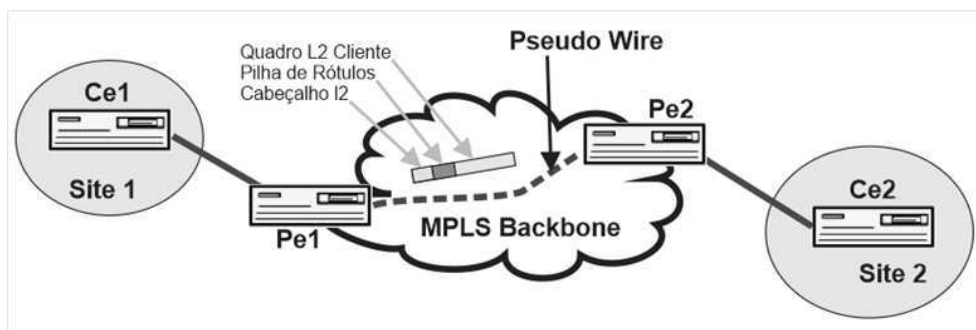 Quadro L2 Cliente
Pilha de Rótulos
Cabeçalho l2
Pseudo Wire
Ce1
Site 1
Pe1
MPLS Backbone
Pe2
Ce2
Site 2